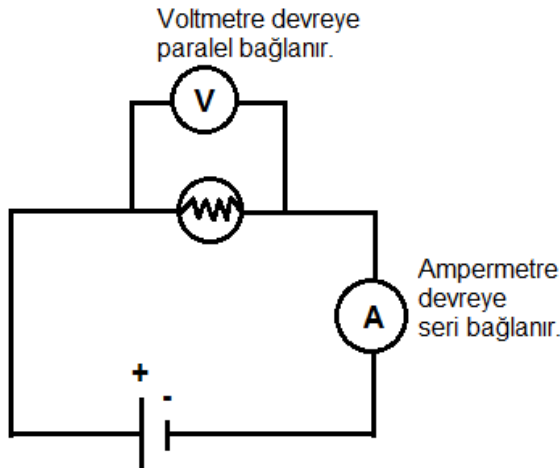 Voltmetre devreye
paralel bağlanır.
V
Ampermetre
devreye
seri bağlanır.
A
+
-